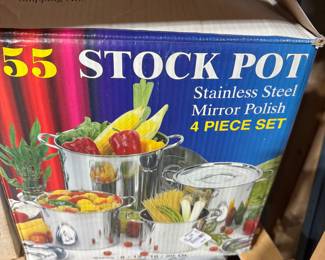 55 STOCK POT
Stainless Steel
Mirror Polish
4 PIECE SET